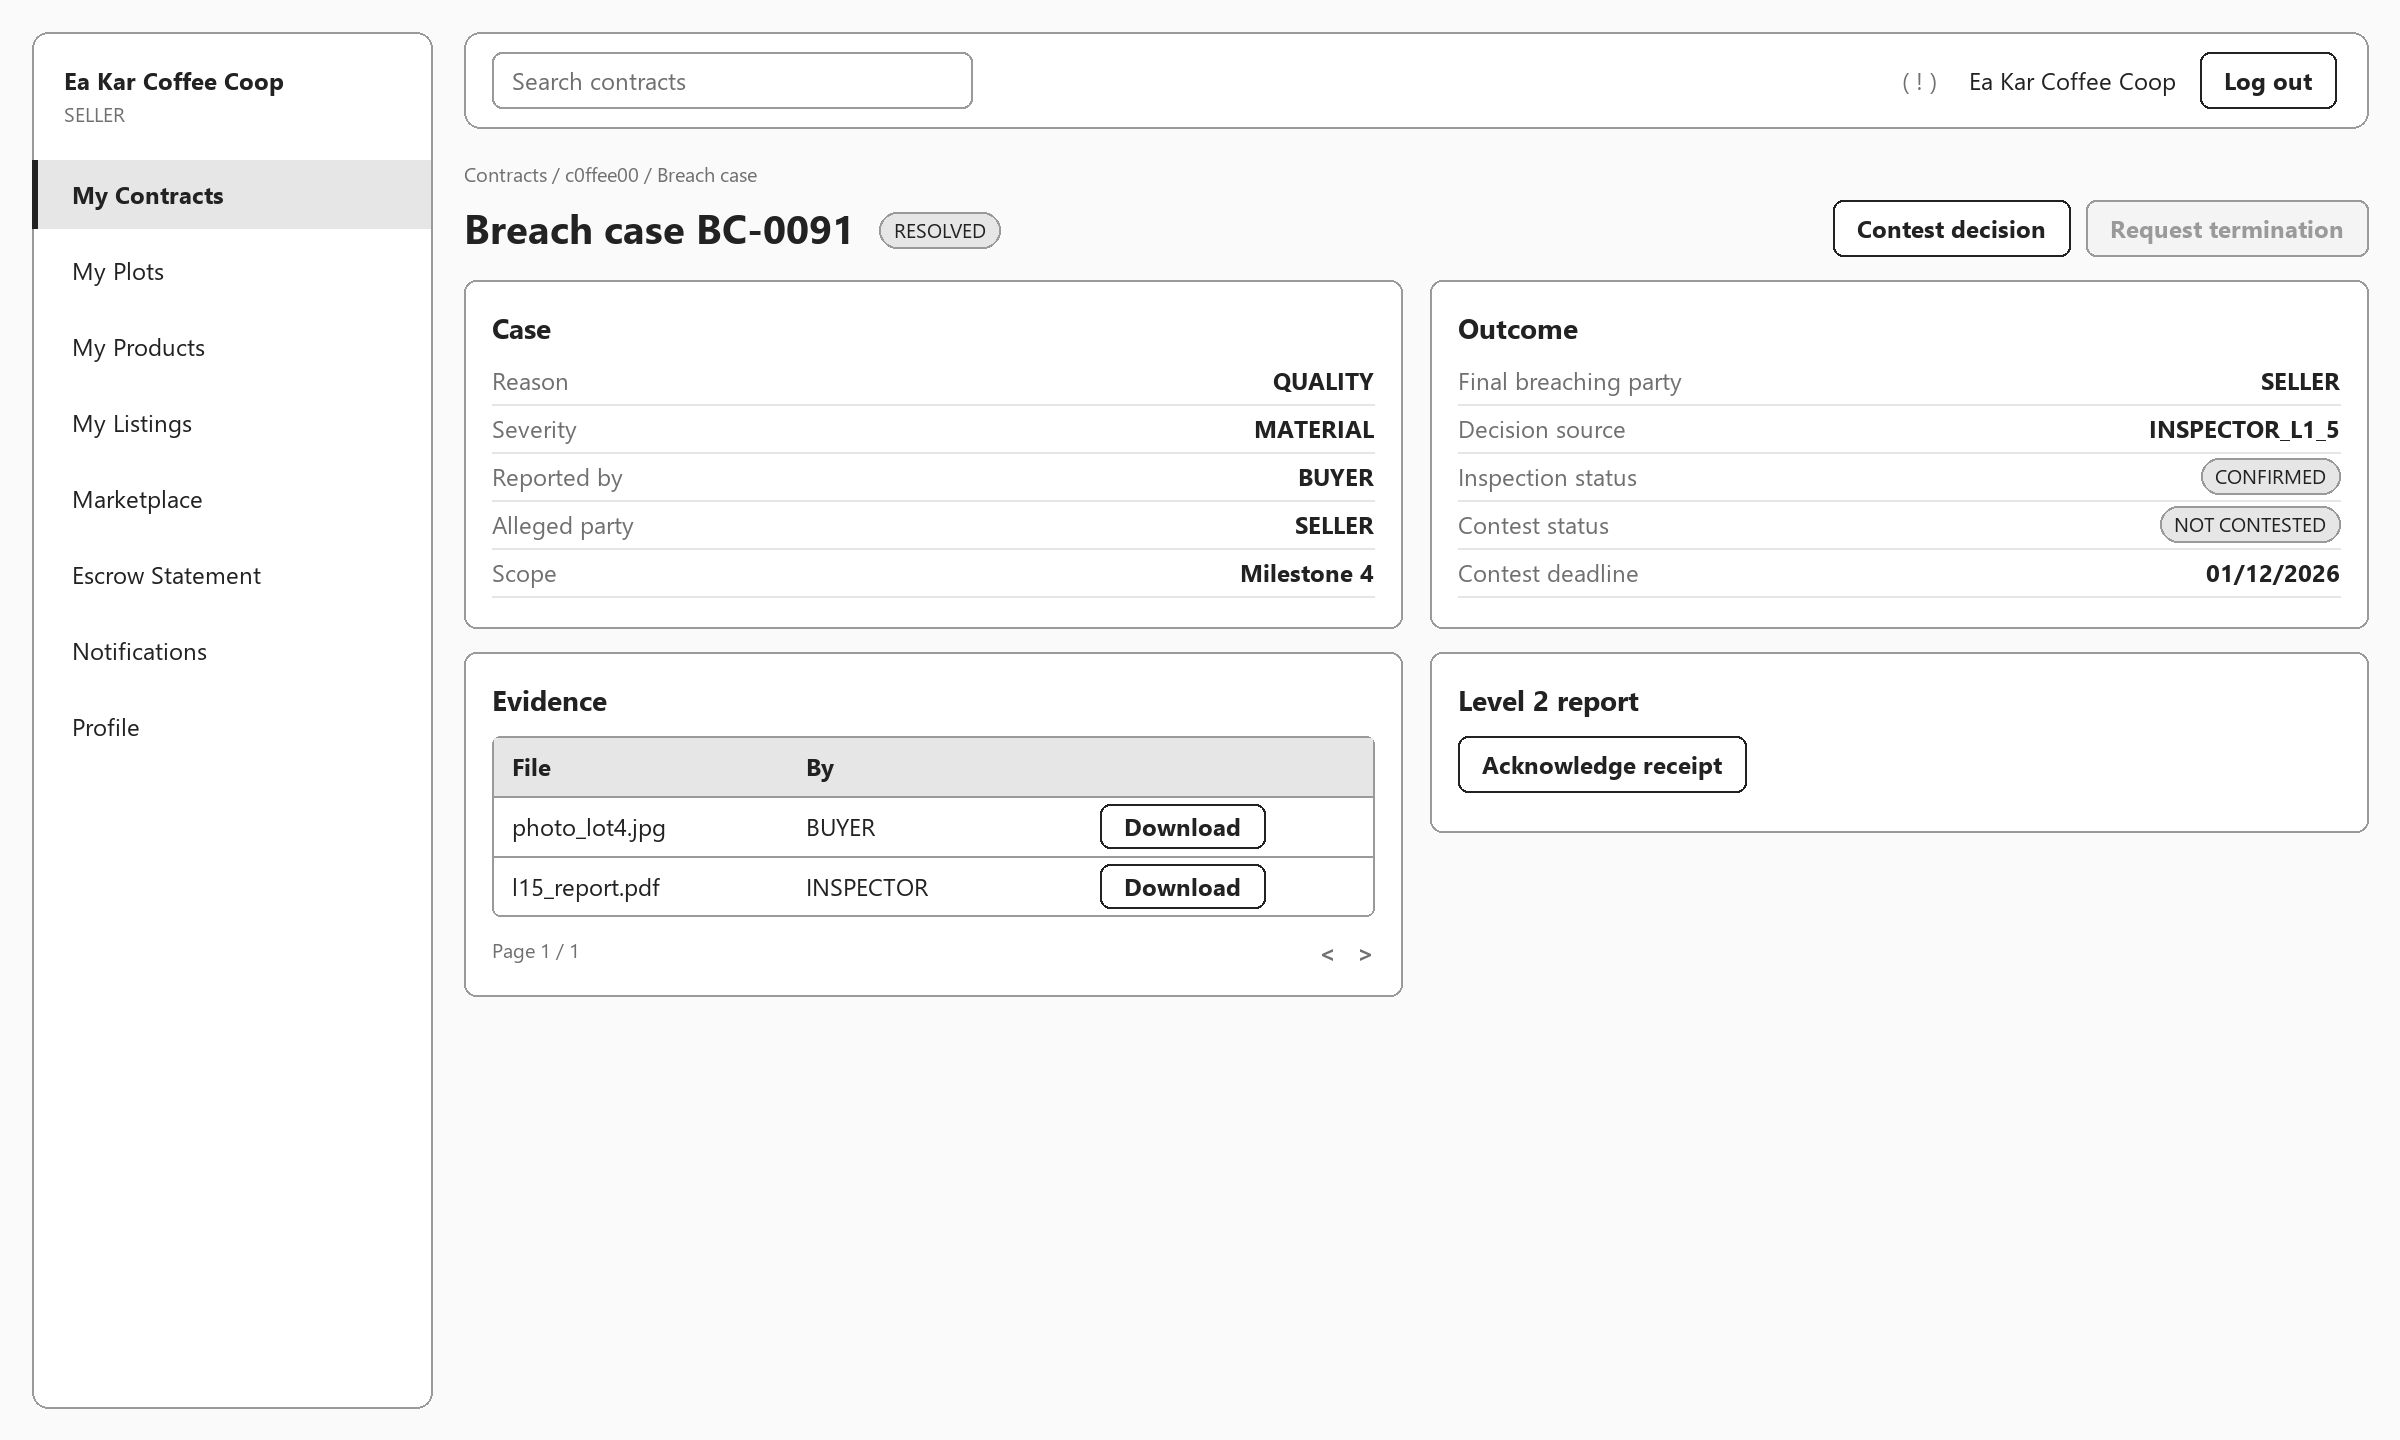 Ea Kar Coffee Coop
SELLER
My Contracts
My Plots
My Products
My Listings
Marketplace
Escrow Statement
Notifications
Profile
Search contracts
( ! ) Ea Kar Coffee Coop Log out
Contracts / c0ffee00 / Breach case
Breach case BC-0091 RESOLVED Contest decision Request termination
Case
Reason QUALITY
Severity MATERIAL
Reported by BUYER
Alleged party SELLER
Scope Milestone 4
Outcome
Final breaching party SELLER
Decision source INSPECTOR_L1_5
Inspection status CONFIRMED
Contest status NOT CONTESTED
Contest deadline 01/12/2026
Evidence
File By
photo_lot4.jpg BUYER Download
l15_report.pdf INSPECTOR Download
Page 1 / 1 < >
Level 2 report
Acknowledge receipt